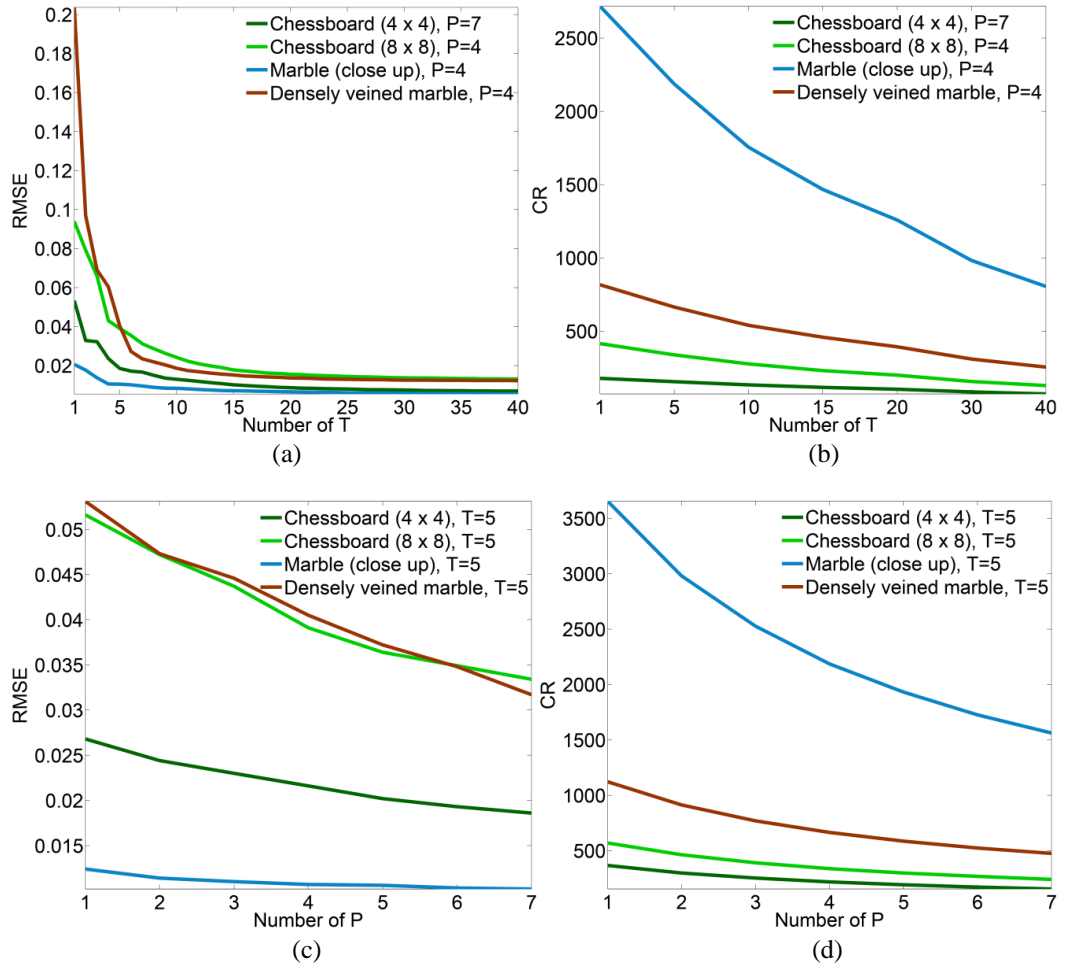 0.2
0.18
0.16
0.14
0.12
0.1
0.08
0.06
0.04
0.02
RMSE
Chessboard (4 x 4), P=7
Chessboard (8 x 8), P=4
Marble (close up), P=4
Densely veined marble, P=4
1 5 10 15 20 25 30 35 40
Number of T
(a)
2500
2000
1500
1000
500
CR
Chessboard (4 x 4), P=7
Chessboard (8 x 8), P=4
Marble (close up), P=4
Densely veined marble, P=4
1 5 10 15 20 30 40
Number of T
(b)
0.05
0.045
0.04
0.035
0.03
0.025
0.02
0.015
RMSE
Chessboard (4 x 4), T=5
Chessboard (8 x 8), T=5
Marble (close up), T=5
Densely veined marble, T=5
1 2 3 4 5 6 7
Number of P
(c)
3500
3000
2500
2000
1500
1000
500
CR
Chessboard (4 x 4), T=5
Chessboard (8 x 8), T=5
Marble (close up), T=5
Densely veined marble, T=5
1 2 3 4 5 6 7
Number of P
(d)